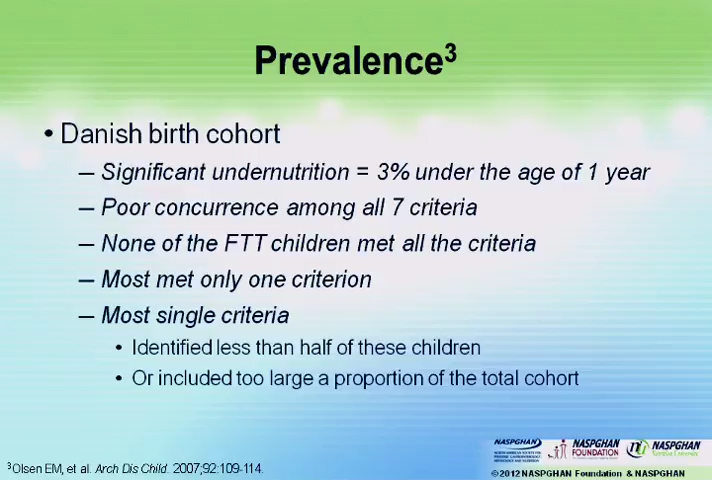 Prevalence³
• Danish birth cohort
– Significant undernutrition = 3% under the age of 1 year
– Poor concurrence among all 7 criteria
– None of the FTT children met all the criteria
– Most met only one criterion
– Most single criteria
• Identified less than half of these children
• Or included too large a proportion of the total cohort
NASPGHAN
NASPGHAN
FOUNDATION
NASPGHAN
³Olsen EM, et al. Arch Dis Child. 2007;92:109-114.
©2012 NASPGHAN Foundation & NASPGHAN